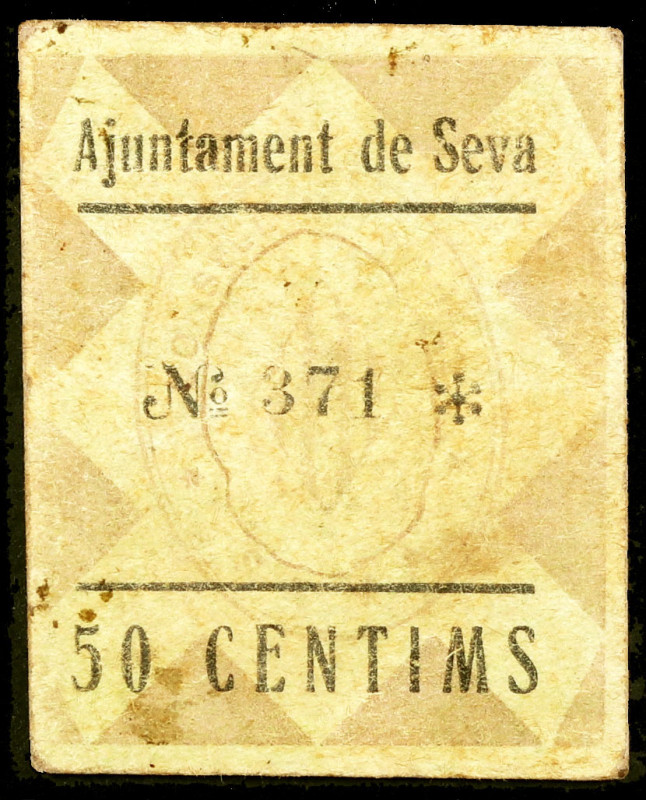 Ajuntament de Seva
Nº 371 *
50 CENTIMS